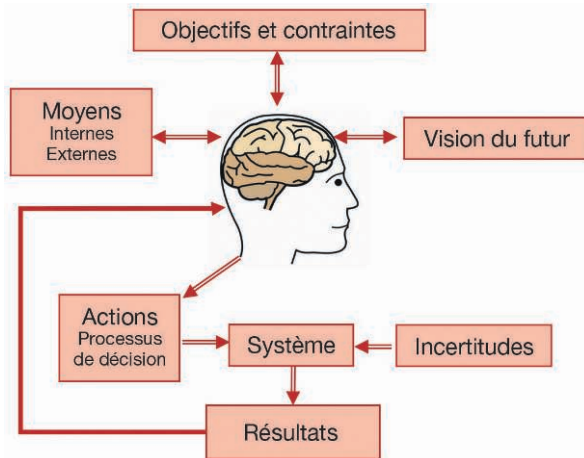 Objectifs et contraintes
Moyens
Internes
Externes
Vision du futur
Actions
Processus
de décision
Système
Incertitudes
Résultats